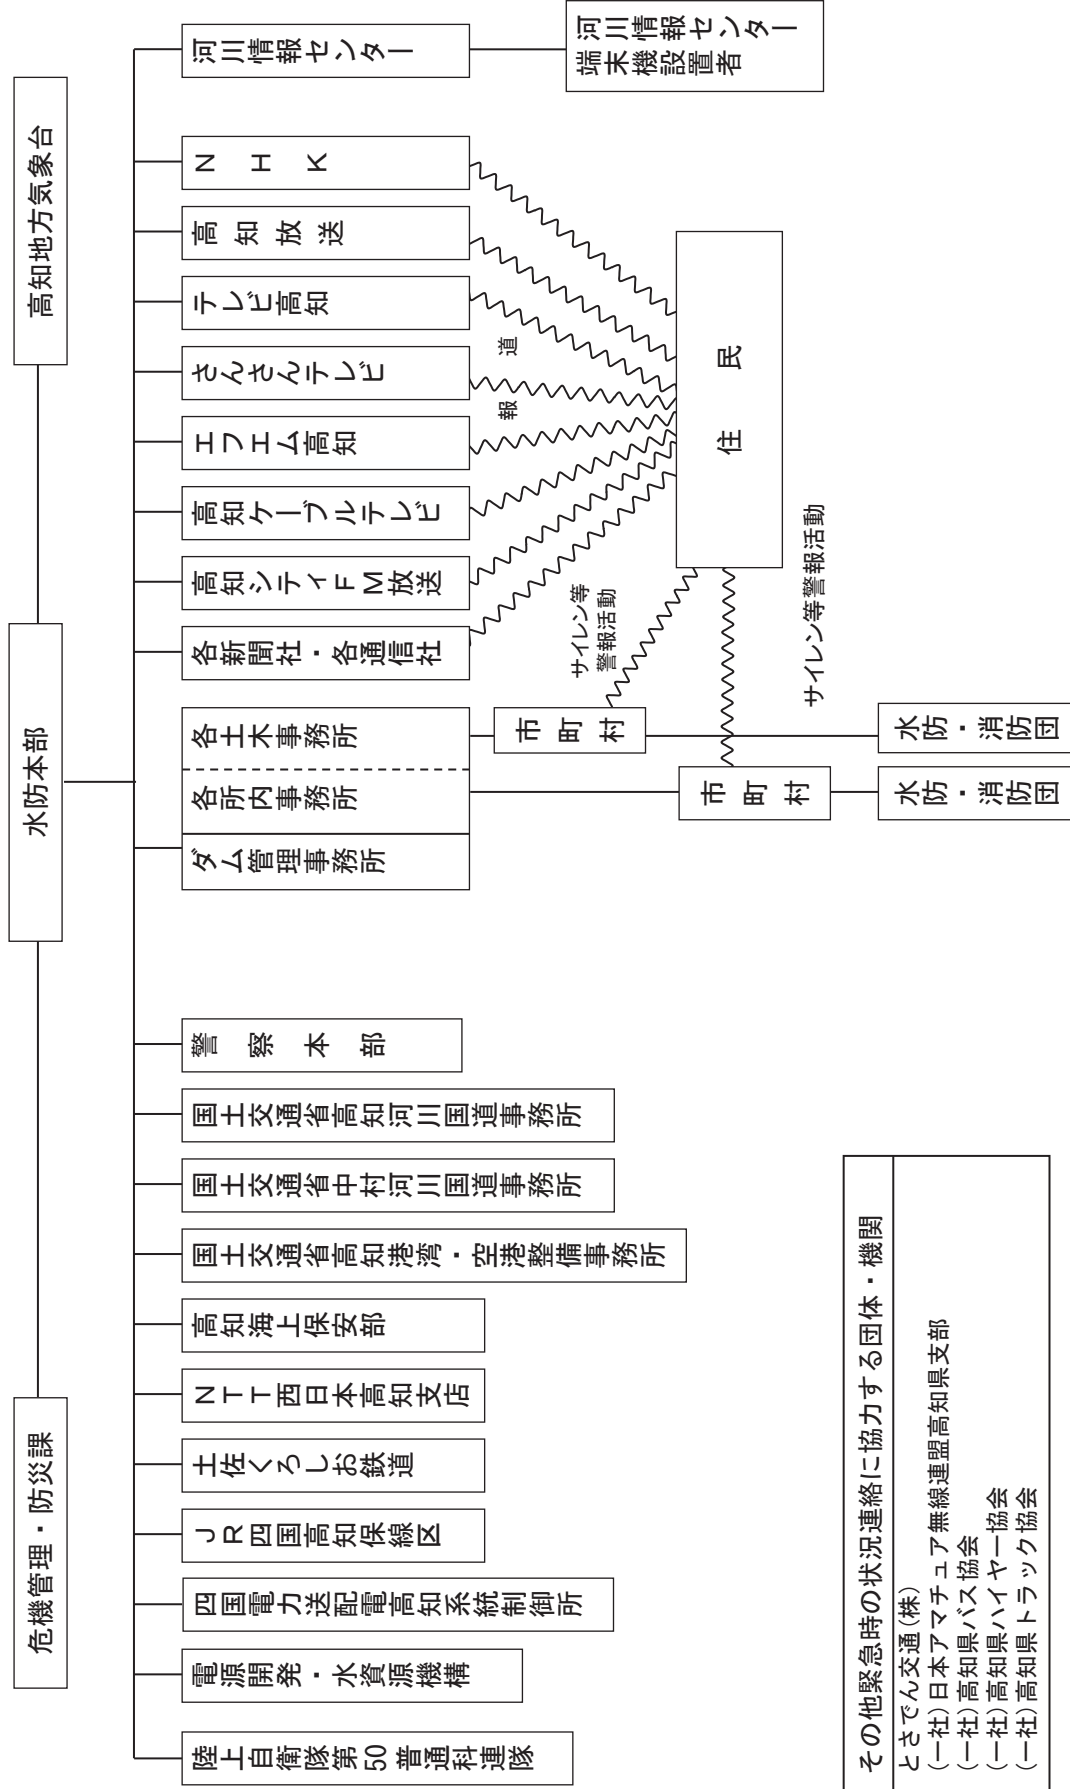 危機管理・防災課
水防本部
高知地方気象台
陸上自衛隊第50普通科連隊
電源開発・水資源機構
四国電力送配電高知系統制御所
JR四国高知保線区
土佐くろしお鉄道
NTT西日本高知支店
高知海上保安部
国土交通省高知港湾・空港整備事務所
国土交通省中村河川国道事務所
国土交通省高知河川国道事務所
警察本部
ダム管理事務所
各所内事務所
各土木事務所
各新聞社・各通信社
高知シティFM放送
高知ケーブルテレビ
エフエム高知
さんさんテレビ
テレビ高知
高知放送
NHK
河川情報センター
河川情報センター
端末機設置者
報道
サイレン等
警報活動
市町村
市町村
住民
サイレン等警報活動
水防・消防団
水防・消防団
その他緊急時の状況連絡に協力する団体・機関
とさでん交通(株)
(一社)日本アマチュア無線連盟高知県支部
(一社)高知県バス協会
(一社)高知県ハイヤー協会
(一社)高知県トラック協会